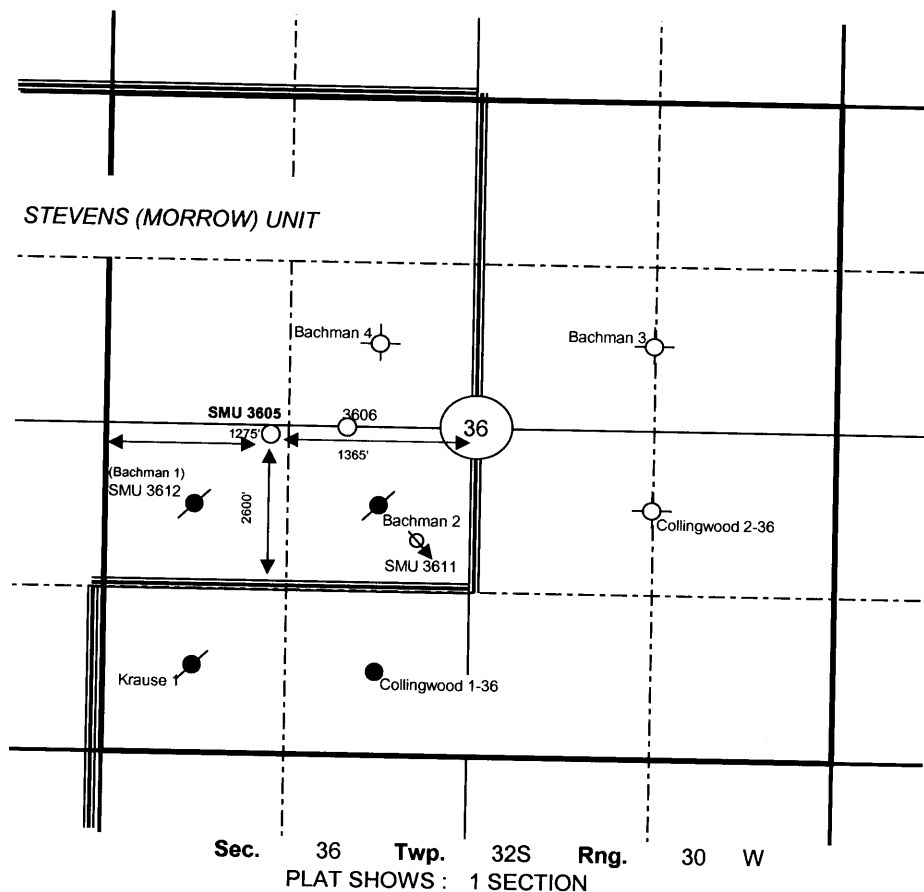 STEVENS (MORROW) UNIT
Bachman 4
Bachman 3
SMU 3605
3606
1275'
36
1365'
(Bachman 1)
SMU 3612
2600'
Bachman 2
Collingwood 2-36
SMU 3611
Krause 1
Collingwood 1-36
Sec. 36 Twp. 32S Rng. 30 W
PLAT SHOWS : 1 SECTION